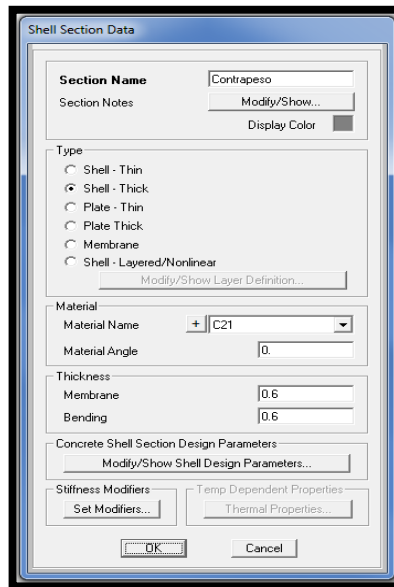 Shell Section Data
Section Name Contrapeso
Section Notes Modify/Show...
Display Color
Type
Shell - Thin
Shell - Thick
Plate - Thin
Plate Thick
Membrane
Shell - Layered/Nonlinear
Modify/Show Layer Definition...
Material
Material Name + C21
Material Angle 0.
Thickness
Membrane 0.6
Bending 0.6
Concrete Shell Section Design Parameters
Modify/Show Shell Design Parameters...
Stiffness Modifiers Temp Dependent Properties
Set Modifiers... Thermal Properties...
OK Cancel